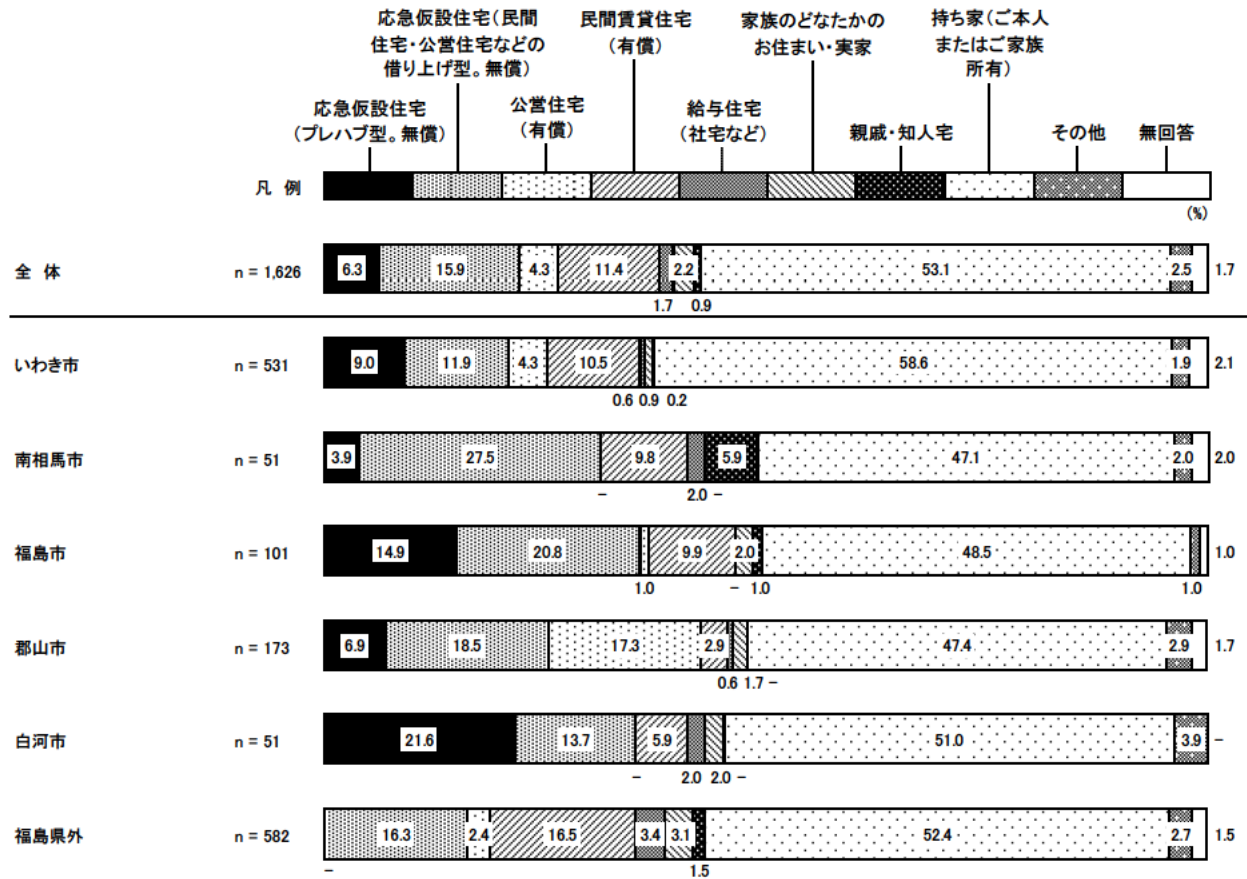 応急仮設住宅(民間
住宅・公営住宅などの
借り上げ型。無償)
民間賃貸住宅
(有償)
家族のどなたかの
お住まい・実家
持ち家(ご本人
またはご家族
所有)
応急仮設住宅
(プレハブ型。無償)
公営住宅
(有償)
給与住宅
(社宅など)
親戚・知人宅
その他
無回答
凡 例
(%)
全 体 n = 1,626 6.3 15.9 4.3 11.4 2.2 53.1 2.5 1.7
1.7 0.9
いわき市 n = 531 9.0 11.9 4.3 10.5 58.6 1.9 2.1
0.6 0.9 0.2
南相馬市 n = 51 3.9 27.5 9.8 5.9 47.1 2.0 2.0
- 2.0 -
福島市 n = 101 14.9 20.8 9.9 2.0 48.5 1.0
1.0 - 1.0 1.0
郡山市 n = 173 6.9 18.5 17.3 2.9 47.4 2.9 1.7
0.6 1.7 -
白河市 n = 51 21.6 13.7 5.9 51.0 3.9 -
- 2.0 2.0 -
福島県外 n = 582 16.3 2.4 16.5 3.4 3.1 52.4 2.7 1.5
- 1.5